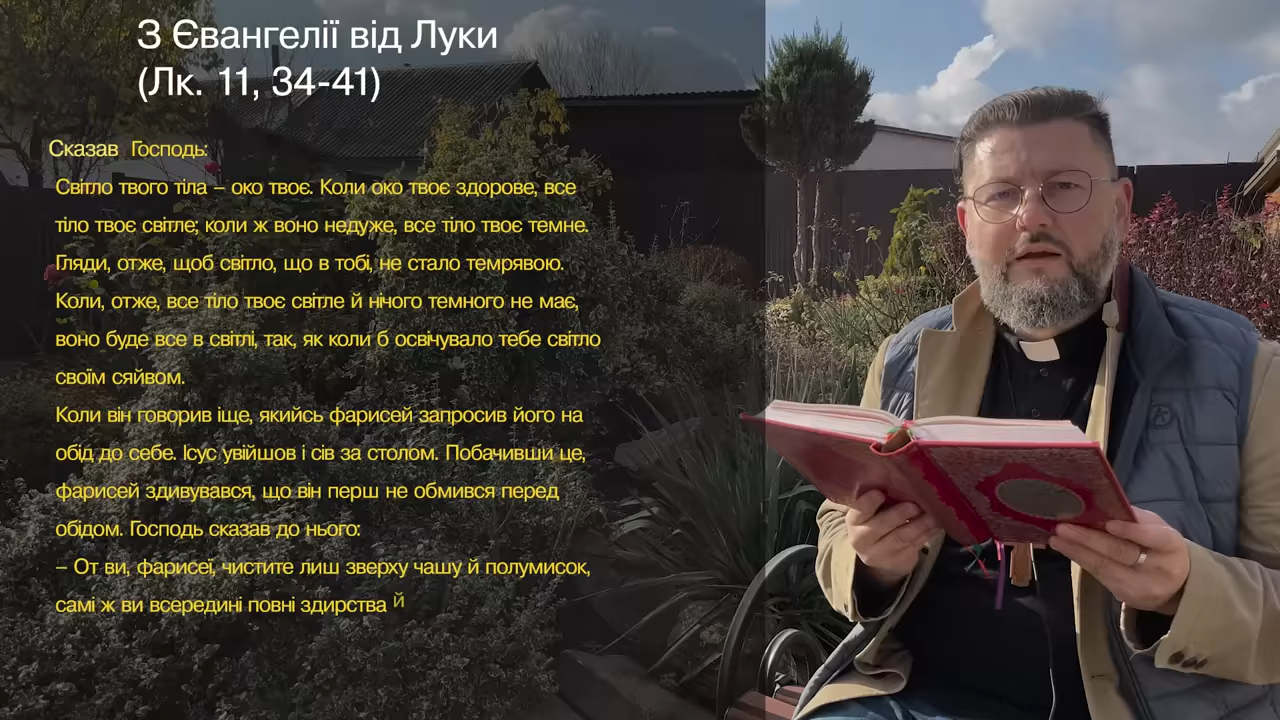 З Євангелії від Луки
(Лк. 11, 34-41)
Сказав Господь:
Світло твого тіла – око твоє. Коли око твоє здорове, все
тіло твоє світле; коли ж воно недуже, все тіло твоє темне.
Гляди, отже, щоб світло, що в тобі, не стало темрявою.
Коли, отже, все тіло твоє світле й нічого темного не має,
воно буде все в світлі, так, як коли б освічувало тебе світло
своїм сяйвом.
Коли він говорив іще, якийсь фарисей запросив його на
обід до себе. Ісус увійшов і сів за столом. Побачивши це,
фарисей здивувався, що він перш не обмився перед
обідом. Господь сказав до нього:
– От ви, фарисеї, чистите лиш зверху чашу й полумисок,
самі ж ви всередині повні здирства й